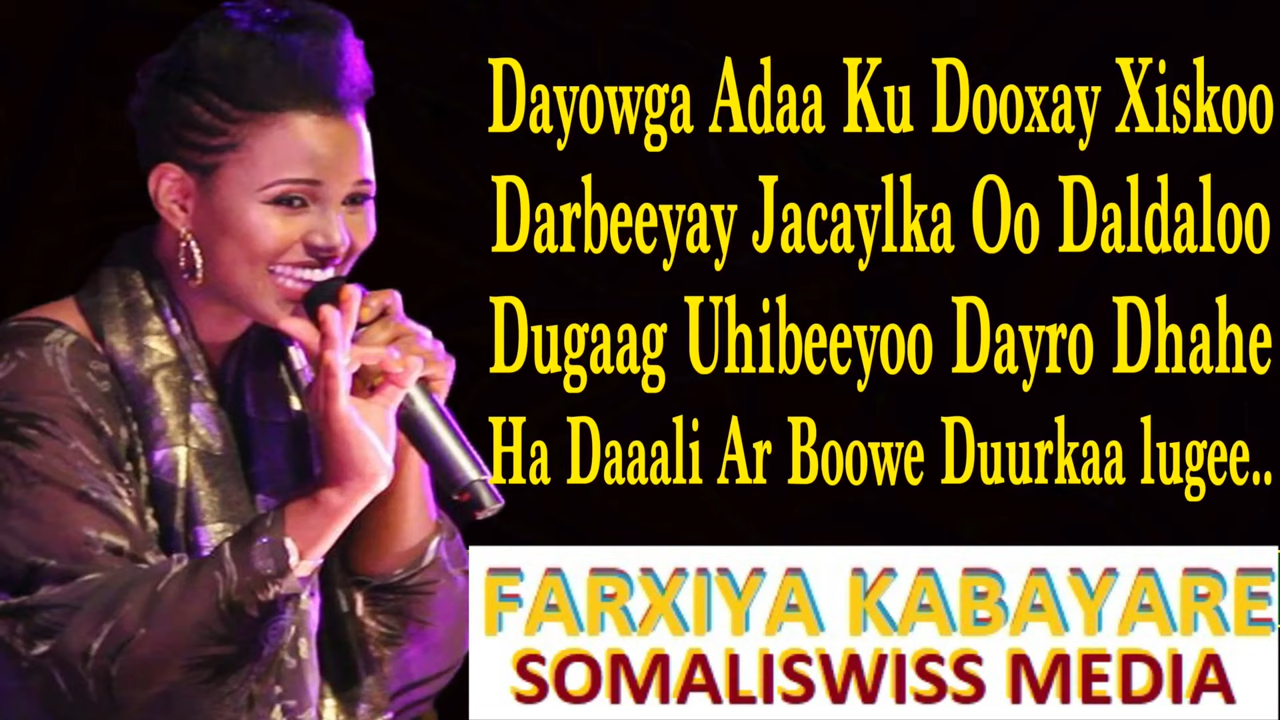 Dayowga Adaa Ku Dooxay Xiskoo
Darbeeyay Jacaylka Oo Daldaloo
Dugaag Uhibeeyoo Dayro Dhahe
Ha Daaali Ar Boowe Duurkaa lugee..
FARXIYA KABAYARE
SOMALISWISS MEDIA